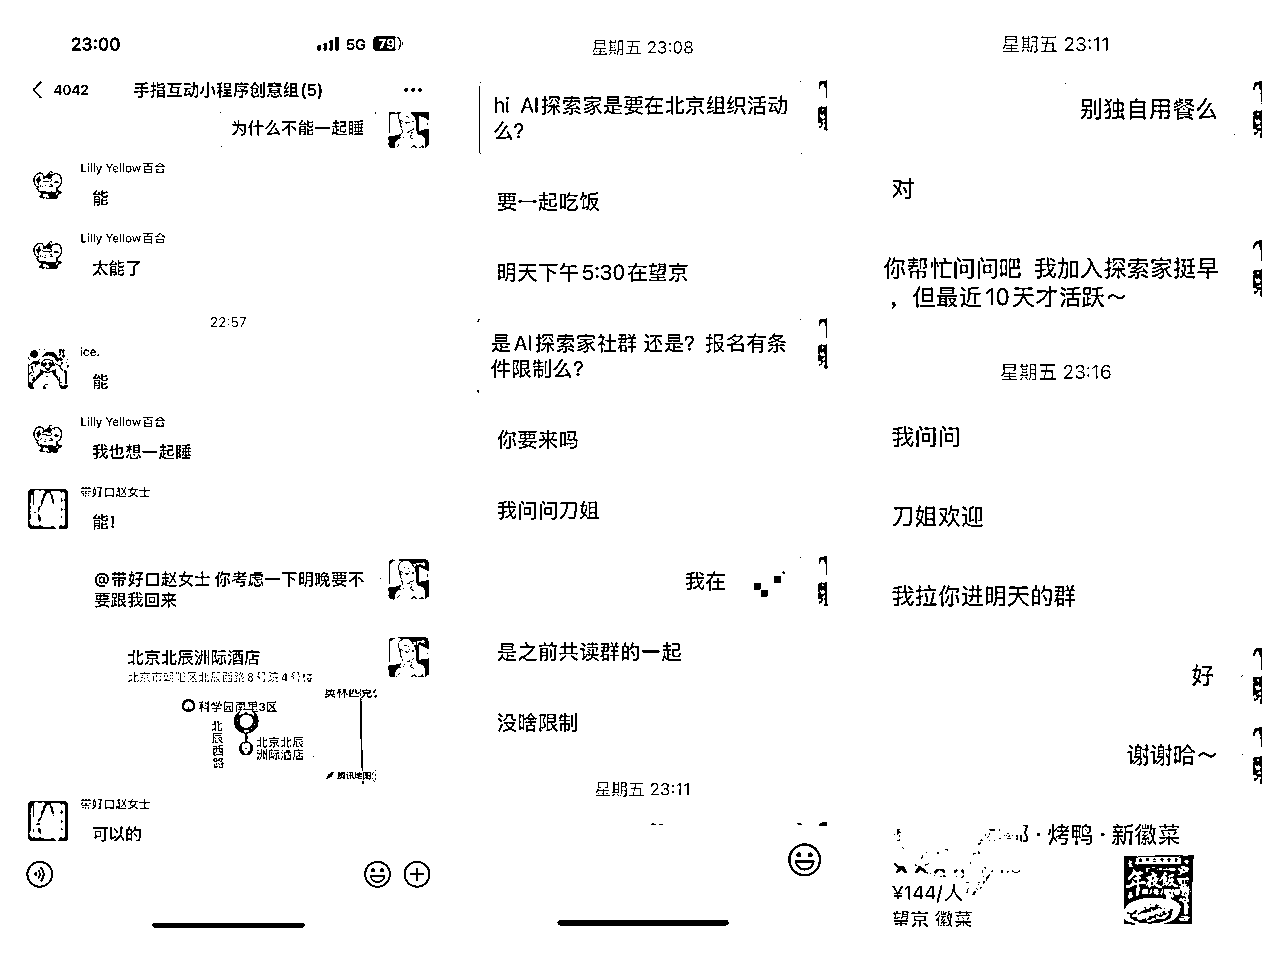 23:00
5G 79
4042
手指互动小程序创意组(5)
为什么不能一起睡
Lilly Yellow百合
能
Lilly Yellow百合
太能了
22:57
ice.
能
Lilly Yellow百合
我也想一起睡
带好口赵女士
能!
@带好口赵女士 你考虑一下明晚要不
要跟我回来
北京北辰洲际酒店
北京市朝阳区北辰西路8号院4号楼
科学园南里3区
北辰西路
北京北辰
洲际酒店
腾讯地图
带好口赵女士
可以的
星期五 23:08
hi AI探索家是要在北京组织活动
么?
要一起吃饭
明天下午5:30在望京
是AI探索家社群 还是? 报名有条
件限制么?
你要来吗
我问问刀姐
我在
是之前共读群的一起
没啥限制
星期五 23:11
星期五 23:11
别独自用餐么
对
你帮忙问问吧 我加入探索家挺早
，但最近10天才活跃～
星期五 23:16
我问问
刀姐欢迎
我拉你进明天的群
好
谢谢哈～
·烤鸭·新徽菜
¥144/人
望京 徽菜
年夜饭